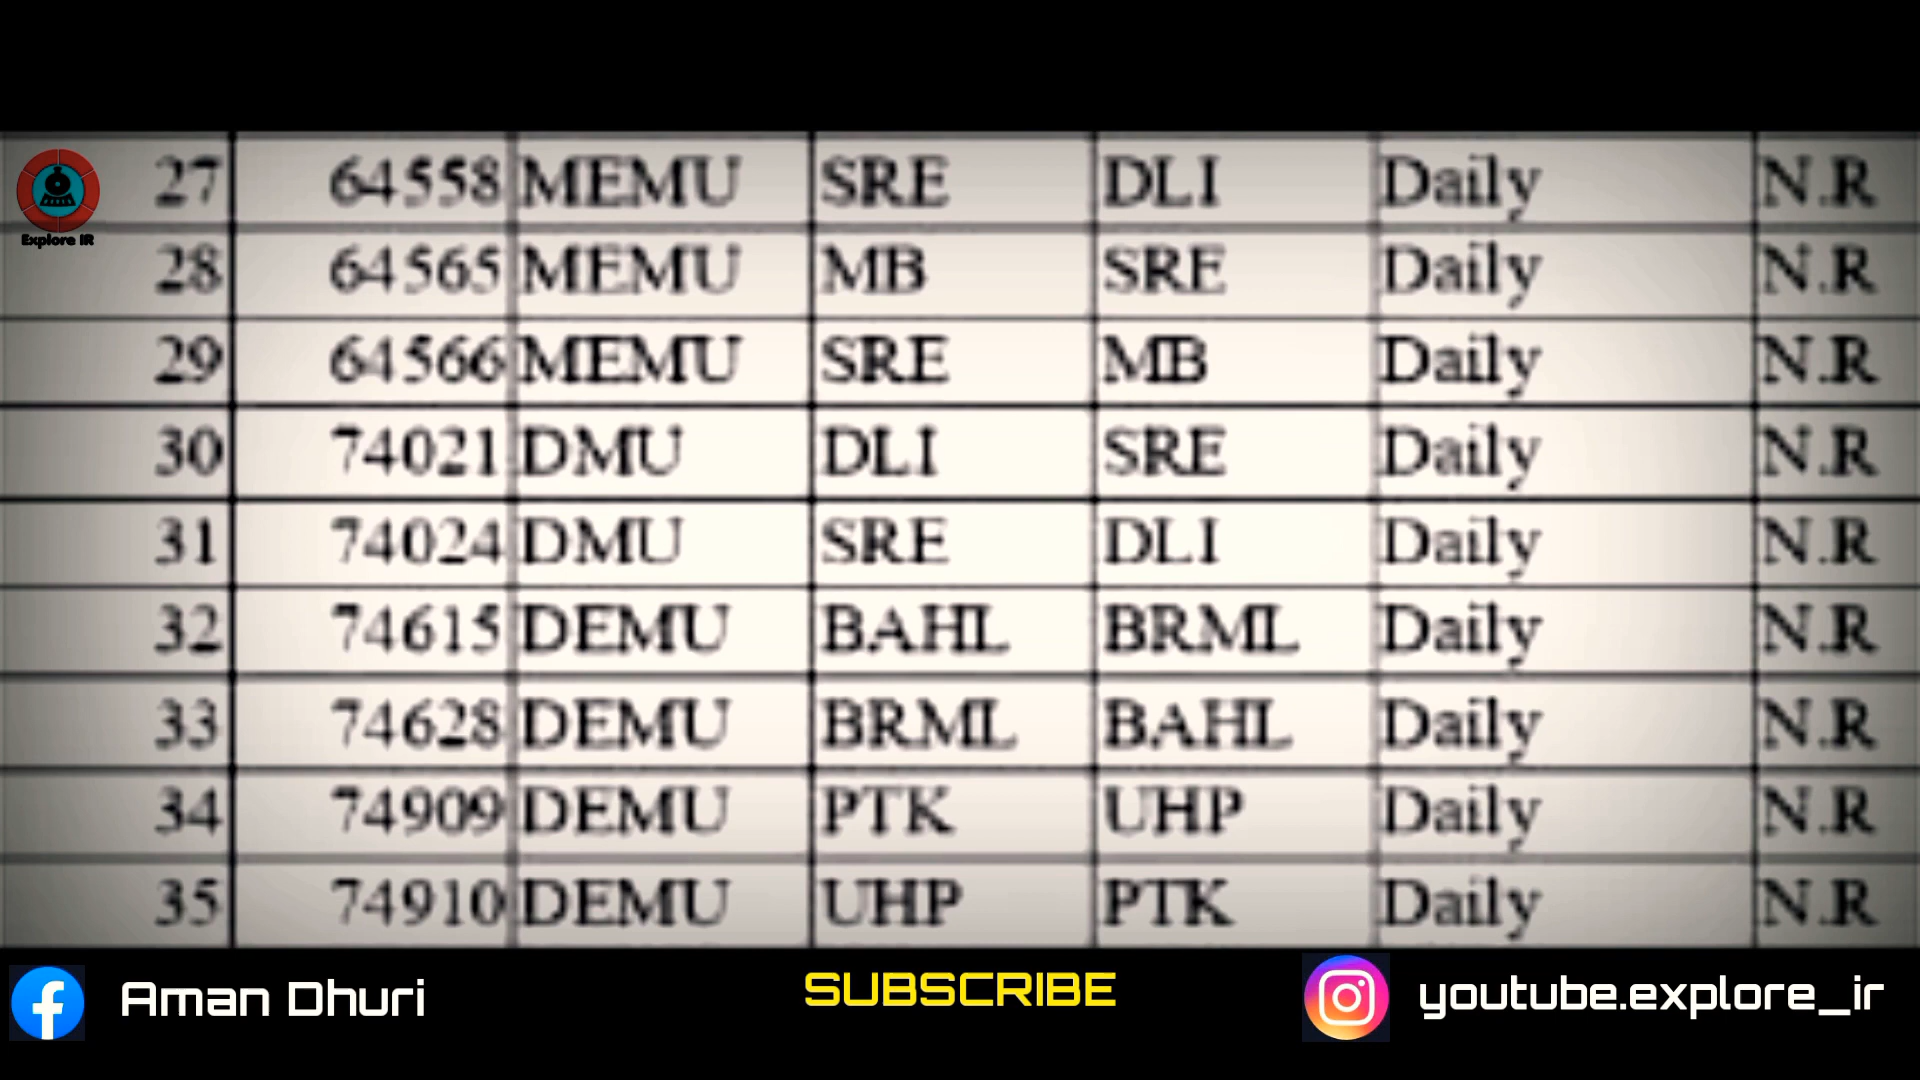 27 64558 MEMU SRE DLI Daily N.R
Explore IR
28 64565 MEMU MB SRE Daily N.R
29 64566 MEMU SRE MB Daily N.R
30 74021 DMU DLI SRE Daily N.R
31 74024 DMU SRE DLI Daily N.R
32 74615 DEMU BAHL BRML Daily N.R
33 74628 DEMU BRML BAHL Daily N.R
34 74909 DEMU PTK UHP Daily N.R
35 74910 DEMU UHP PTK Daily N.R
Aman Dhuri SUBSCRIBE youtube.explore_ir